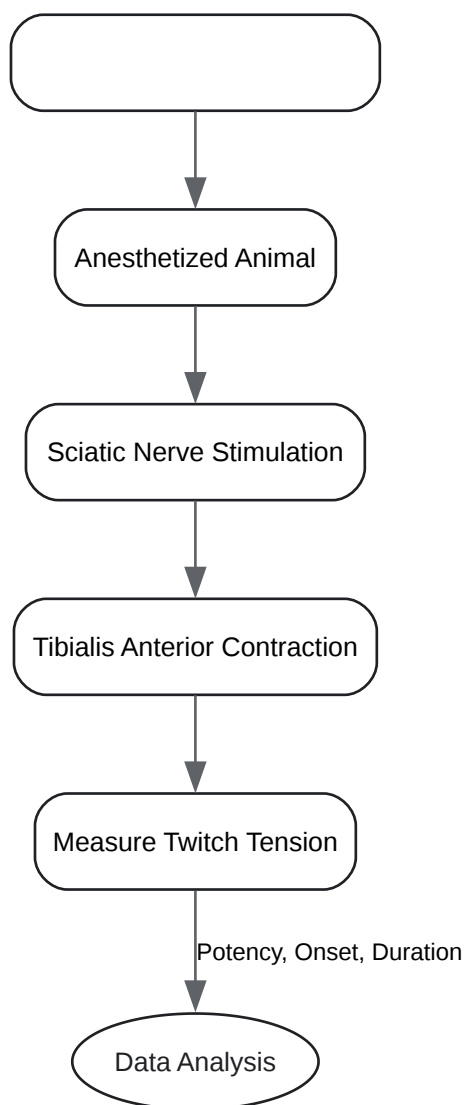 Anesthetized Animal
Sciatic Nerve Stimulation
Tibialis Anterior Contraction
Measure Twitch Tension
Potency, Onset, Duration
Data Analysis